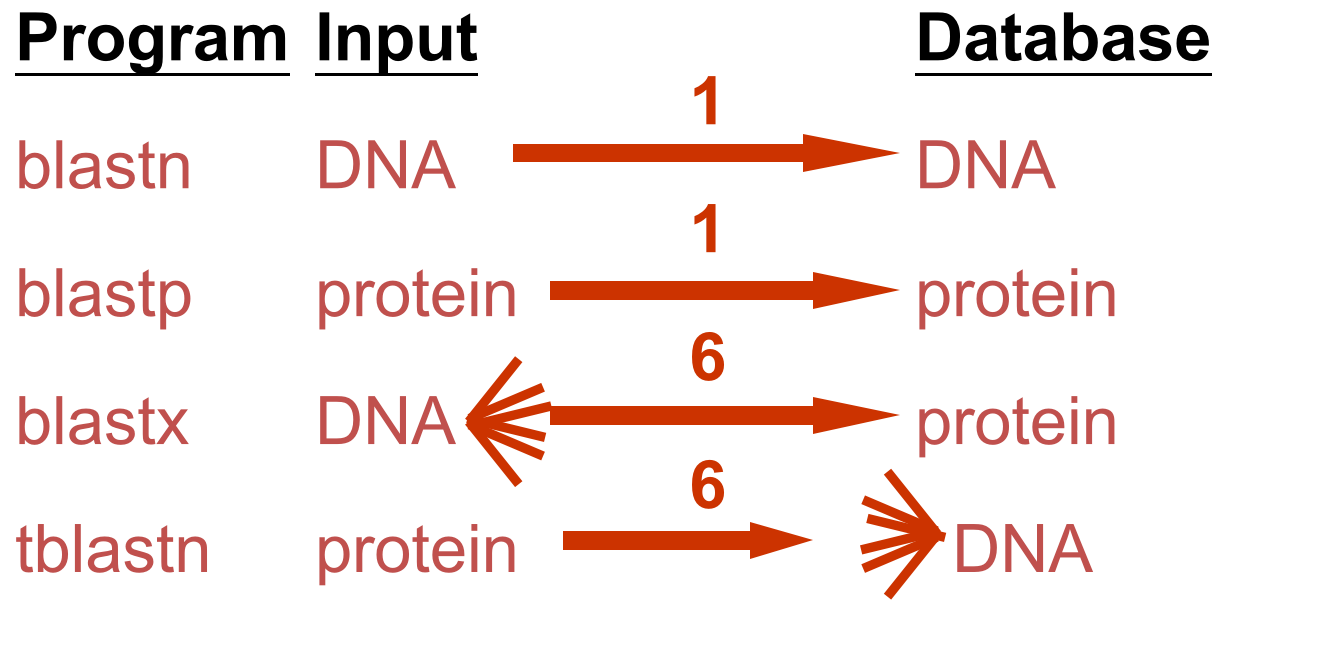 Program Input Database
1
blastn DNA DNA
1
blastp protein protein
6
blastx DNA protein
6
tblastn protein DNA